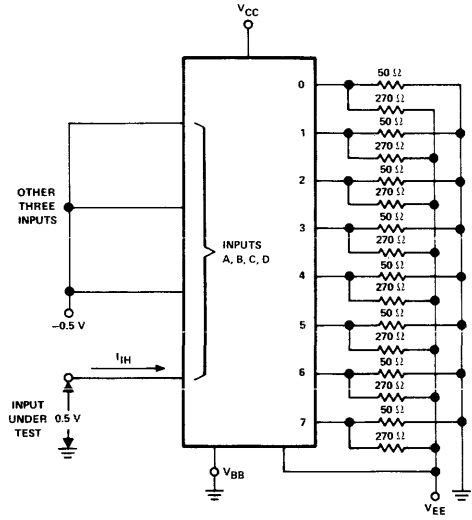 VCC
0
50 Ω
270 Ω
1
50 Ω
270 Ω
2
50 Ω
270 Ω
3
50 Ω
270 Ω
4
50 Ω
270 Ω
5
50 Ω
270 Ω
6
50 Ω
270 Ω
7
50 Ω
270 Ω
OTHER
THREE
INPUTS
INPUTS
A, B, C, D
−0.5 V
IIH
INPUT
UNDER
TEST
0.5 V
VBB
VEE